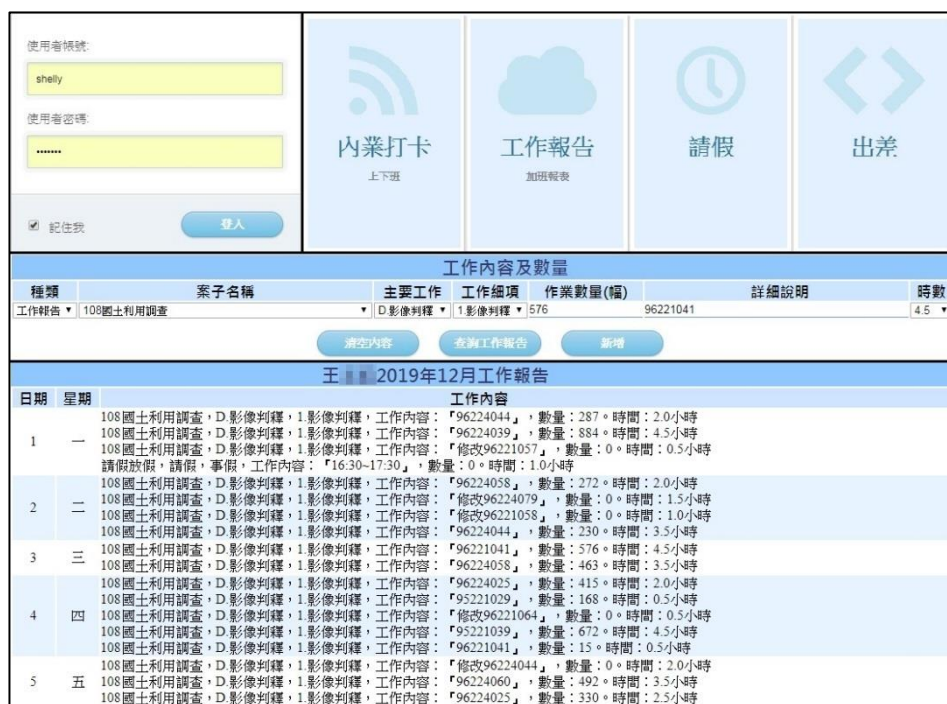 使用者帳號:
shelly
使用者密碼:
•••••••
記住我
登入
內業打卡
上下班
工作報告
加班報表
請假
出差
工作內容及數量
種類 案子名稱 主要工作 工作細項 作業數量(幅) 詳細說明 時數
工作報告 108國土利用調查 D.影像判釋 1.影像判釋 576 96221041 4.5
清空內容 查詢工作報告 新增
王 2019年12月工作報告
日期 星期 工作內容
1 一
108國土利用調查，D.影像判釋，1.影像判釋，工作內容：「96224044」，數量：287。時間：2.0小時
108國土利用調查，D.影像判釋，1.影像判釋，工作內容：「96224039」，數量：884。時間：4.5小時
108國土利用調查，D.影像判釋，1.影像判釋，工作內容：「修改96221057」，數量：0。時間：0.5小時
請假放假，請假，事假，工作內容：「16:30~17:30」，數量：0。時間：1.0小時
2 二
108國土利用調查，D.影像判釋，1.影像判釋，工作內容：「96224058」，數量：272。時間：2.0小時
108國土利用調查，D.影像判釋，1.影像判釋，工作內容：「修改96224079」，數量：0。時間：1.5小時
108國土利用調查，D.影像判釋，1.影像判釋，工作內容：「修改96221058」，數量：0。時間：1.0小時
108國土利用調查，D.影像判釋，1.影像判釋，工作內容：「96224044」，數量：230。時間：3.5小時
3 三
108國土利用調查，D.影像判釋，1.影像判釋，工作內容：「96221041」，數量：576。時間：4.5小時
108國土利用調查，D.影像判釋，1.影像判釋，工作內容：「96224058」，數量：463。時間：3.5小時
4 四
108國土利用調查，D.影像判釋，1.影像判釋，工作內容：「96224025」，數量：415。時間：2.0小時
108國土利用調查，D.影像判釋，1.影像判釋，工作內容：「95221029」，數量：168。時間：0.5小時
108國土利用調查，D.影像判釋，1.影像判釋，工作內容：「修改96221064」，數量：0。時間：0.5小時
108國土利用調查，D.影像判釋，1.影像判釋，工作內容：「95221039」，數量：672。時間：4.5小時
108國土利用調查，D.影像判釋，1.影像判釋，工作內容：「96221041」，數量：15。時間：0.5小時
5 五
108國土利用調查，D.影像判釋，1.影像判釋，工作內容：「修改96224044」，數量：0。時間：2.0小時
108國土利用調查，D.影像判釋，1.影像判釋，工作內容：「96224060」，數量：492。時間：3.5小時
108國土利用調查，D.影像判釋，1.影像判釋，工作內容：「96224025」，數量：330。時間：2.5小時